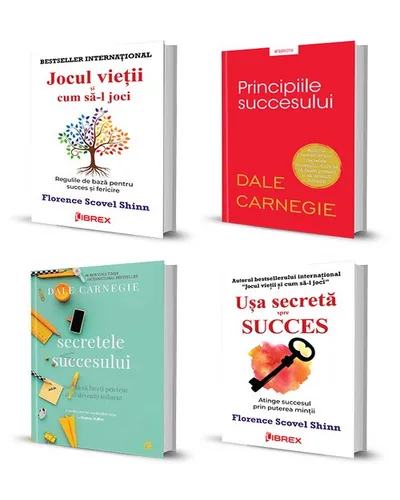 BESTSELLER INTERNAȚIONAL
Jocul vieții
și
cum să-l joci
Regulile de bază pentru
succes și fericire
Florence Scovel Shinn
LIBREX
Principiile
succesului
DALE
CARNEGIE
DALE CARNEGIE
secretele
succesului
Autorul bestsellerului internațional
"Jocul vieții și cum să-l joci"
Ușa secretă
spre
SUCCES
Atinge succesul
prin puterea minții
Florence Scovel Shinn
LIBREX